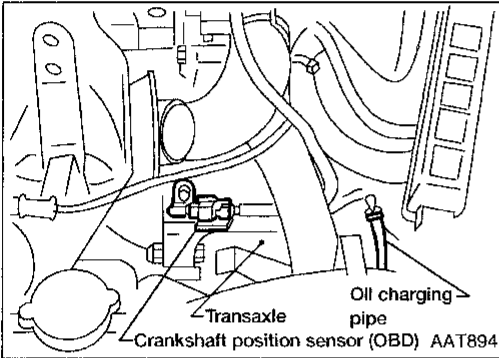 Transaxle
Oil charging
pipe
Crankshaft position sensor (OBD) AAT894